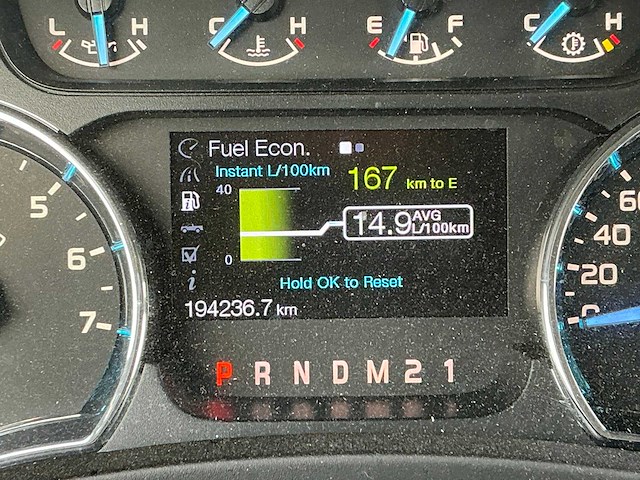 L H C H E F C H
Fuel Econ.
Instant L/100km
167 km to E
40
14.9 AVG L/100km
0
Hold OK to Reset
194236.7 km
5
6
7
60
40
20
0
P R N D M 2 1